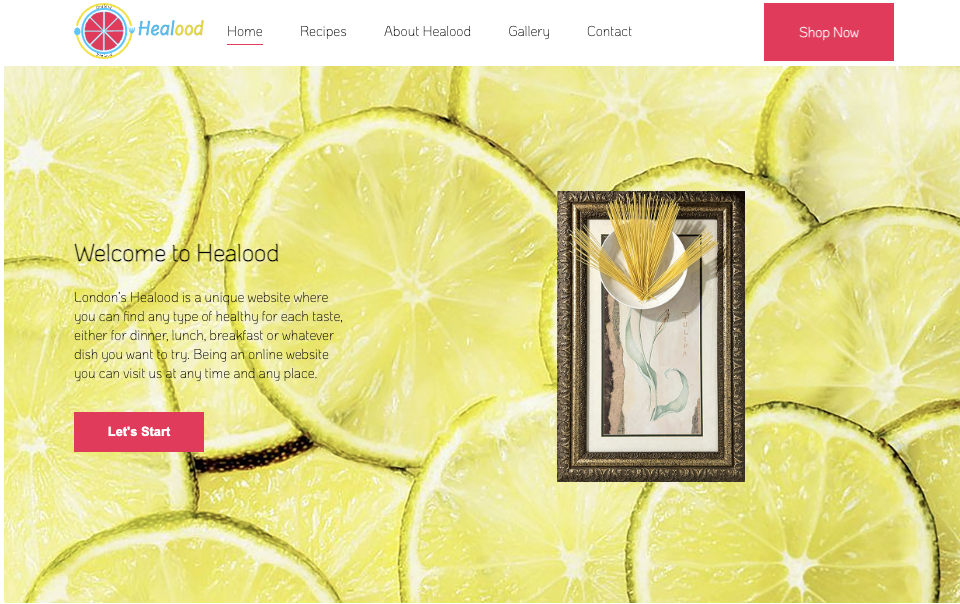 Healood
Home
Recipes
About Healood
Gallery
Contact
Shop Now
Welcome to Healood
London's Healood is a unique website where
you can find any type of healthy for each taste,
either for dinner, lunch, breakfast or whatever
dish you want to try. Being an online website
you can visit us at any time and any place.
TULIPA
Let's Start